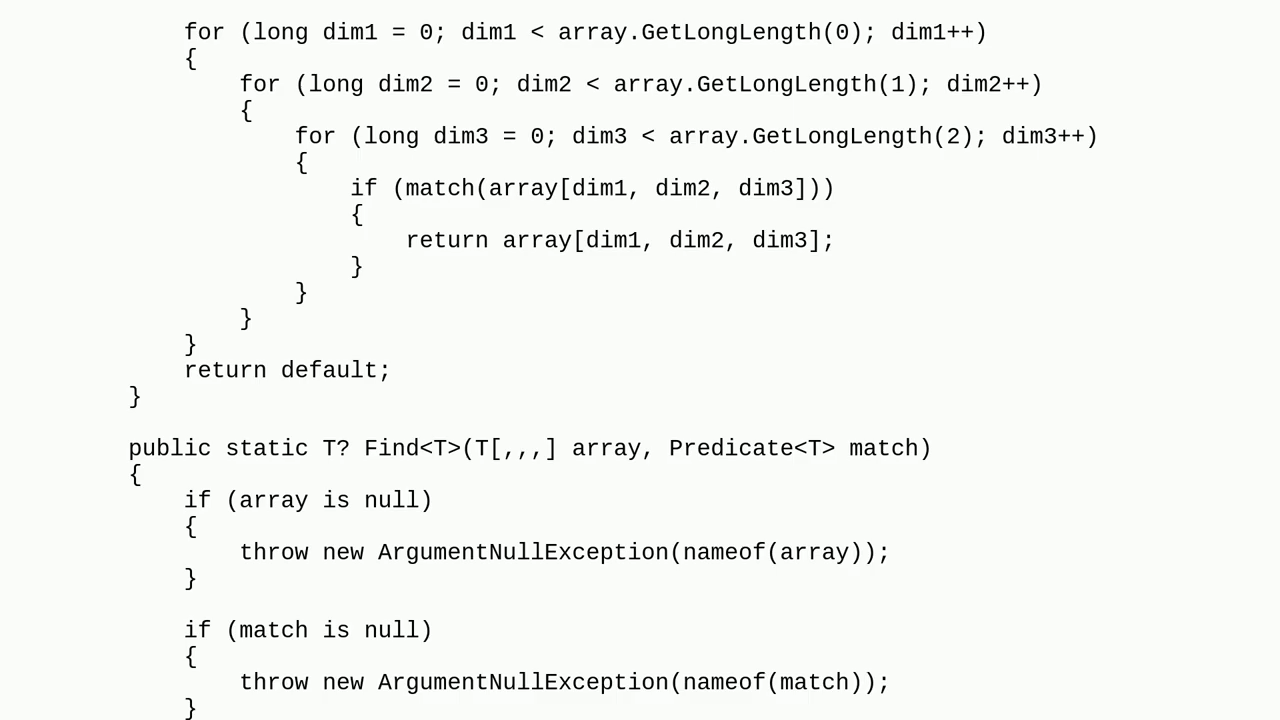 for (long dim1 = 0; dim1 < array.GetLongLength(0); dim1++)
{
for (long dim2 = 0; dim2 < array.GetLongLength(1); dim2++)
{
for (long dim3 = 0; dim3 < array.GetLongLength(2); dim3++)
{
if (match(array[dim1, dim2, dim3]))
{
return array[dim1, dim2, dim3];
}
}
}
}
return default;
}
public static T? Find<T>(T[,,,] array, Predicate<T> match)
{
if (array is null)
{
throw new ArgumentNullException(nameof(array));
}
if (match is null)
{
throw new ArgumentNullException(nameof(match));
}